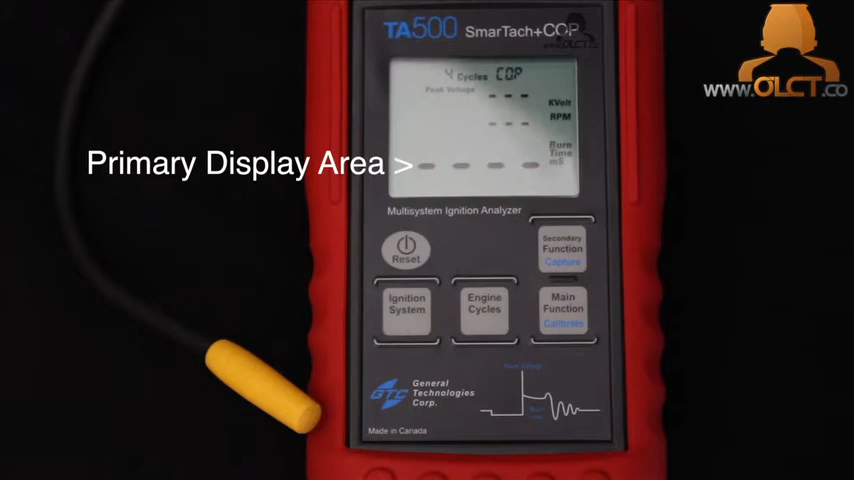 TA500 SmarTach+COP
WWW.OLCT.CO
4 Cycles COP
Peak Voltage
KVolt
RPM
Primary Display Area >
Burn
Time
mS
Multisystem Ignition Analyzer
Reset
Secondary
Function
Capture
Ignition
System
Engine
Cycles
Main
Function
Calibrate
GTC
General
Technologies
Corp.
Made in Canada